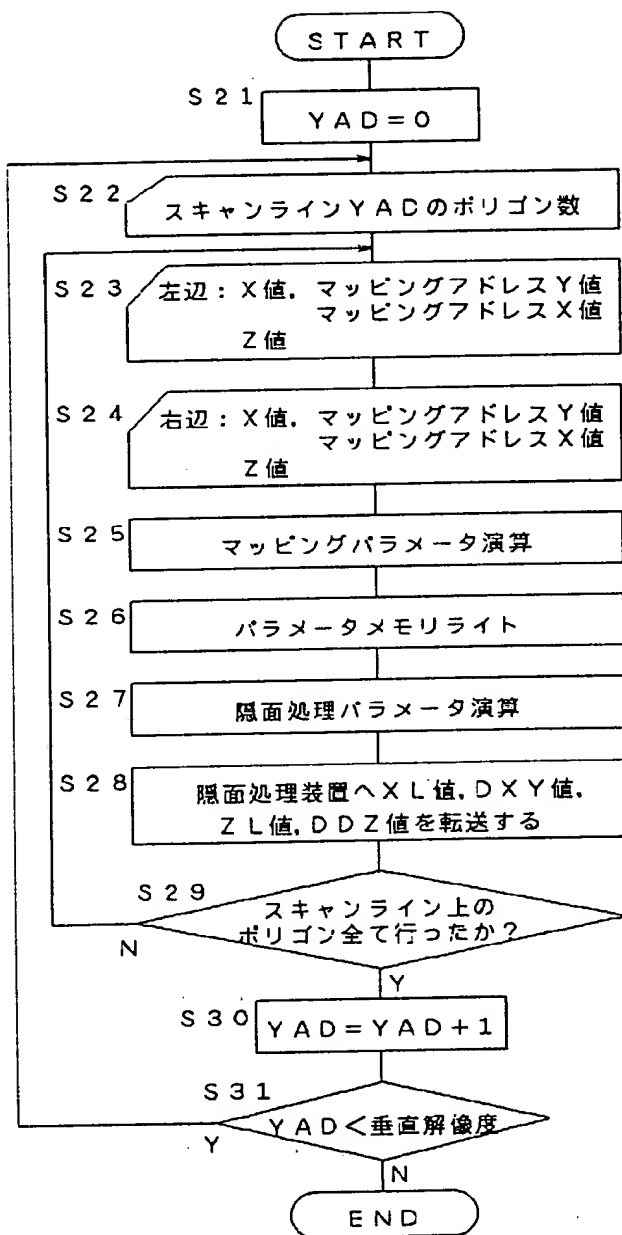 START
S21
YAD=0
S22
スキャンラインYADのポリゴン数
S23
左辺:X値,マッピングアドレスY値
マッピングアドレスX値
Z値
S24
右辺:X値,マッピングアドレスY値
マッピングアドレスX値
Z値
S25
マッピングパラメータ演算
S26
パラメータメモリライト
S27
隠面処理パラメータ演算
S28
隠面処理装置へXL値,DXY値,
ZL値,DDZ値を転送する
S29
スキャンライン上の
ポリゴン全て行ったか?
N
Y
S30
YAD=YAD+1
S31
YAD<垂直解像度
Y
N
END